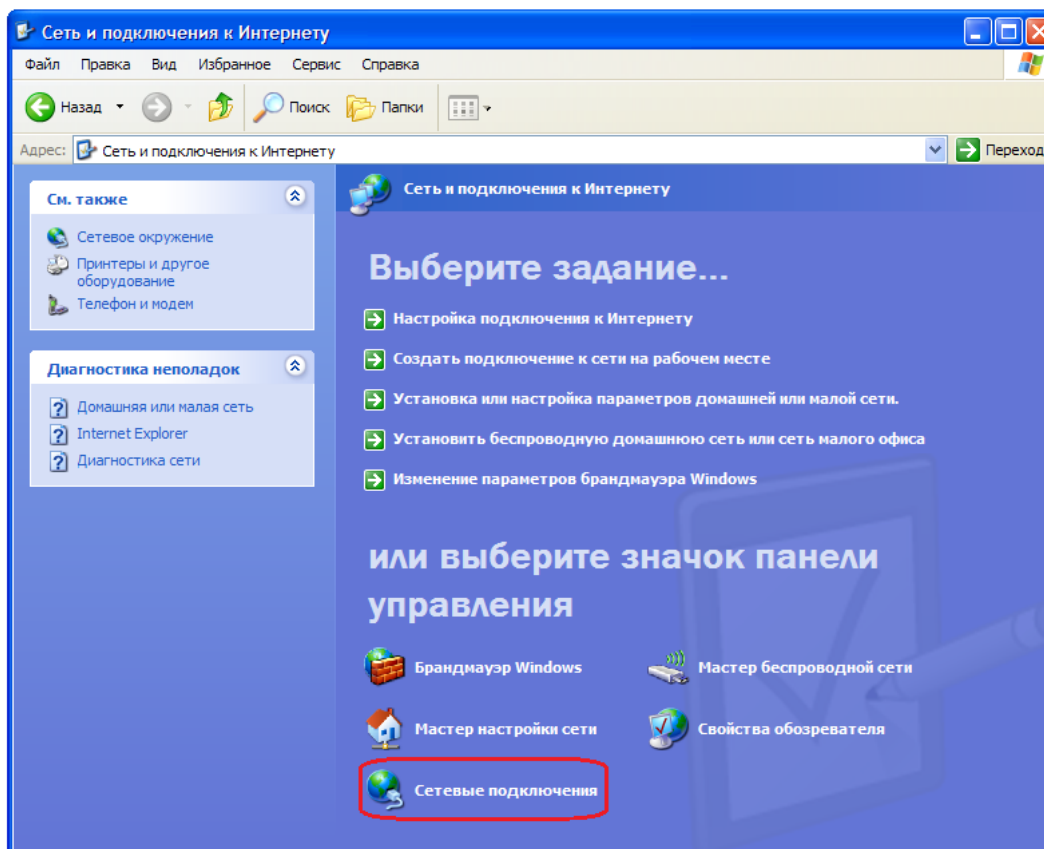 Сеть и подключения к Интернету
Файл Правка Вид Избранное Сервис Справка
Назад Поиск Папки
Адрес: Сеть и подключения к Интернету Переход
См. также
Сетевое окружение
Принтеры и другое
оборудование
Телефон и модем
Диагностика неполадок
Домашняя или малая сеть
Internet Explorer
Диагностика сети
Сеть и подключения к Интернету
Выберите задание...
Настройка подключения к Интернету
Создать подключение к сети на рабочем месте
Установка или настройка параметров домашней или малой сети.
Установить беспроводную домашнюю сеть или сеть малого офиса
Изменение параметров брандмауэра Windows
или выберите значок панели
управления
Брандмауэр Windows Мастер беспроводной сети
Мастер настройки сети Свойства обозревателя
Сетевые подключения